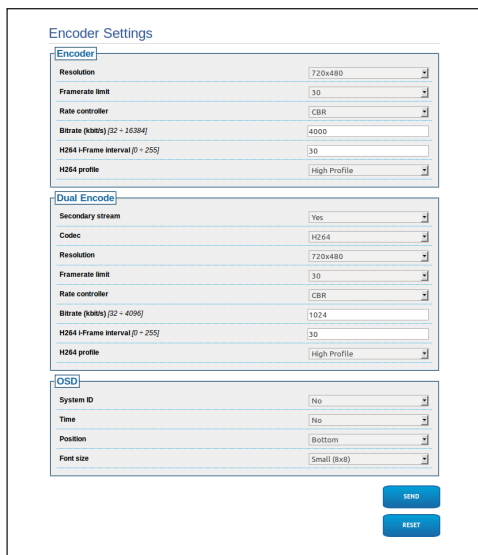 Encoder Settings
Encoder
Resolution 720x480
Framerate limit 30
Rate controller CBR
Bitrate (kbit/s) [32 ÷ 16384] 4000
H264 i-Frame interval [0 ÷ 255] 30
H264 profile High Profile
Dual Encode
Secondary stream Yes
Codec H264
Resolution 720x480
Framerate limit 30
Rate controller CBR
Bitrate (kbit/s) [32 ÷ 4096] 1024
H264 i-Frame interval [0 ÷ 255] 30
H264 profile High Profile
OSD
System ID No
Time No
Position Bottom
Font size Small (8x8)
SEND
RESET